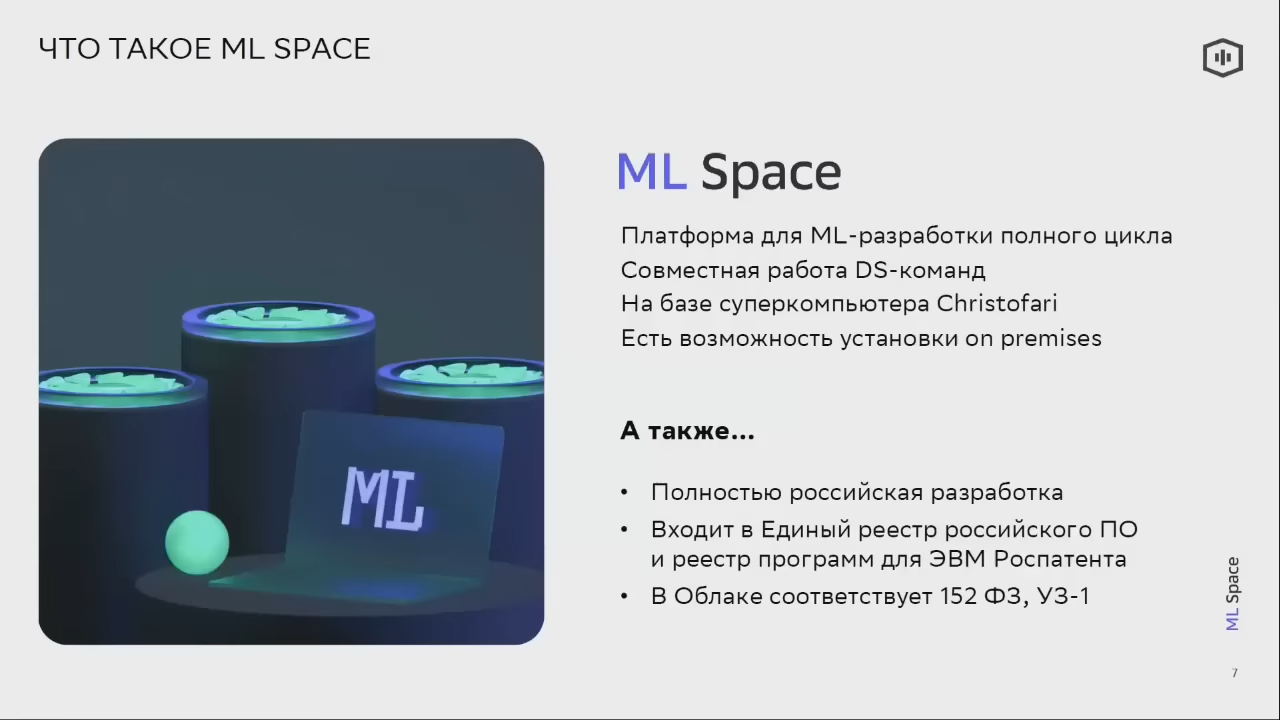 ЧТО ТАКОЕ ML SPACE
ML Space
Платформа для ML-разработки полного цикла
Совместная работа DS-команд
На базе суперкомпьютера Christofari
Есть возможность установки on premises
А также...
• Полностью российская разработка
• Входит в Единый реестр российского ПО
и реестр программ для ЭВМ Роспатента
• В Облаке соответствует 152 ФЗ, УЗ-1
ML
ML Space
7